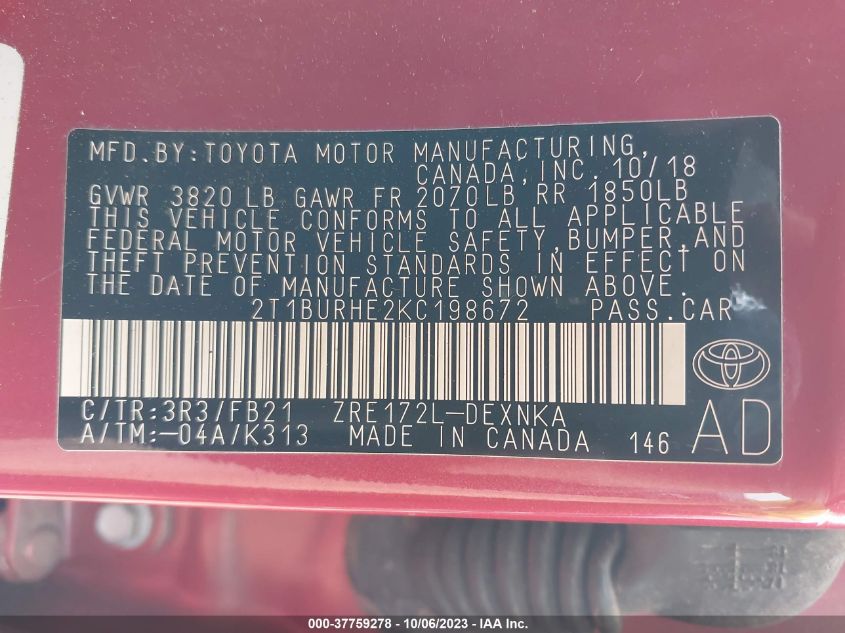 MFD.BY:TOYOTA MOTOR MANUFACTURING,
CANADA,INC. 10/18
GVWR 3820 LB GAWR FR 2070LB RR 1850LB
THIS VEHICLE CONFORMS TO ALL APPLICABLE
FEDERAL MOTOR VEHICLE SAFETY,BUMPER,AND
THEFT PREVENTION STANDARDS IN EFFECT ON
THE DATE OF MANUFACTURE SHOWN ABOVE.
2T1BURHE2KC198672 PASS.CAR
C/TR:3R3/FB21 ZRE172L-DEXNKA
A/TM:-04A/K313 MADE IN CANADA 146
AD
000-37759278 - 10/06/2023 - IAA Inc.